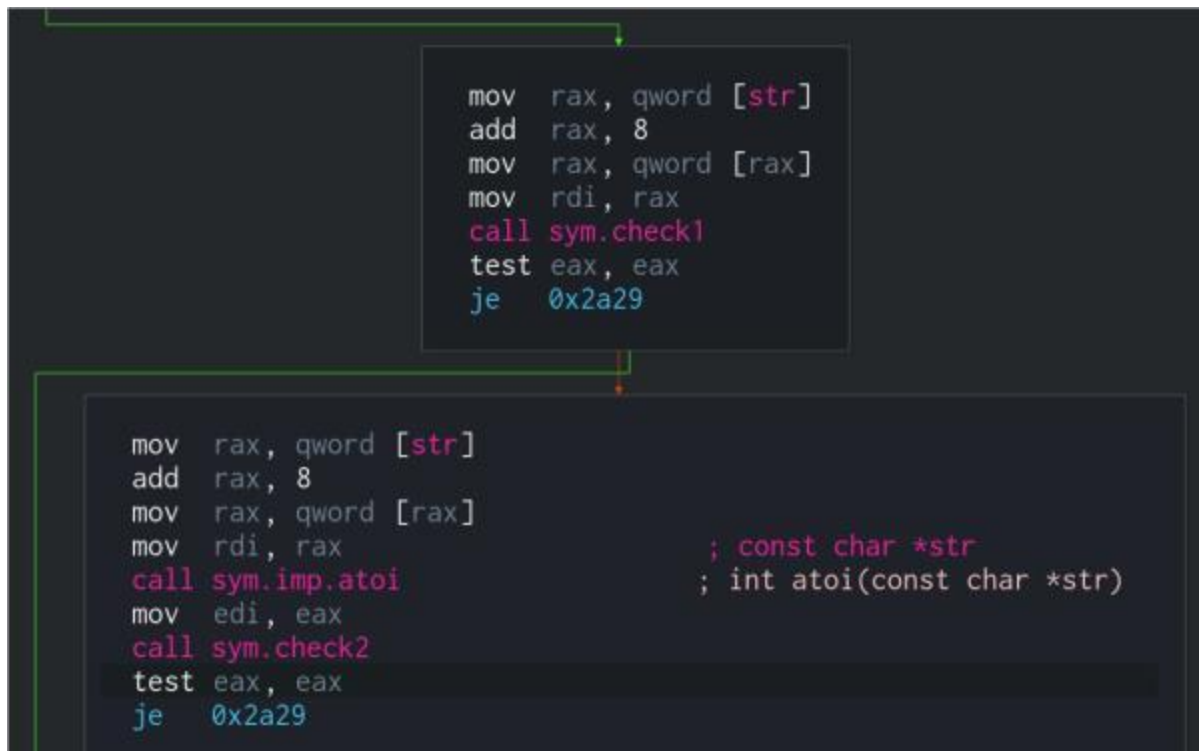 mov rax, qword [str]
add rax, 8
mov rax, qword [rax]
mov rdi, rax
call sym.check1
test eax, eax
je 0x2a29
mov rax, qword [str]
add rax, 8
mov rax, qword [rax]
mov rdi, rax ; const char *str
call sym.imp.atoi ; int atoi(const char *str)
mov edi, eax
call sym.check2
test eax, eax
je 0x2a29